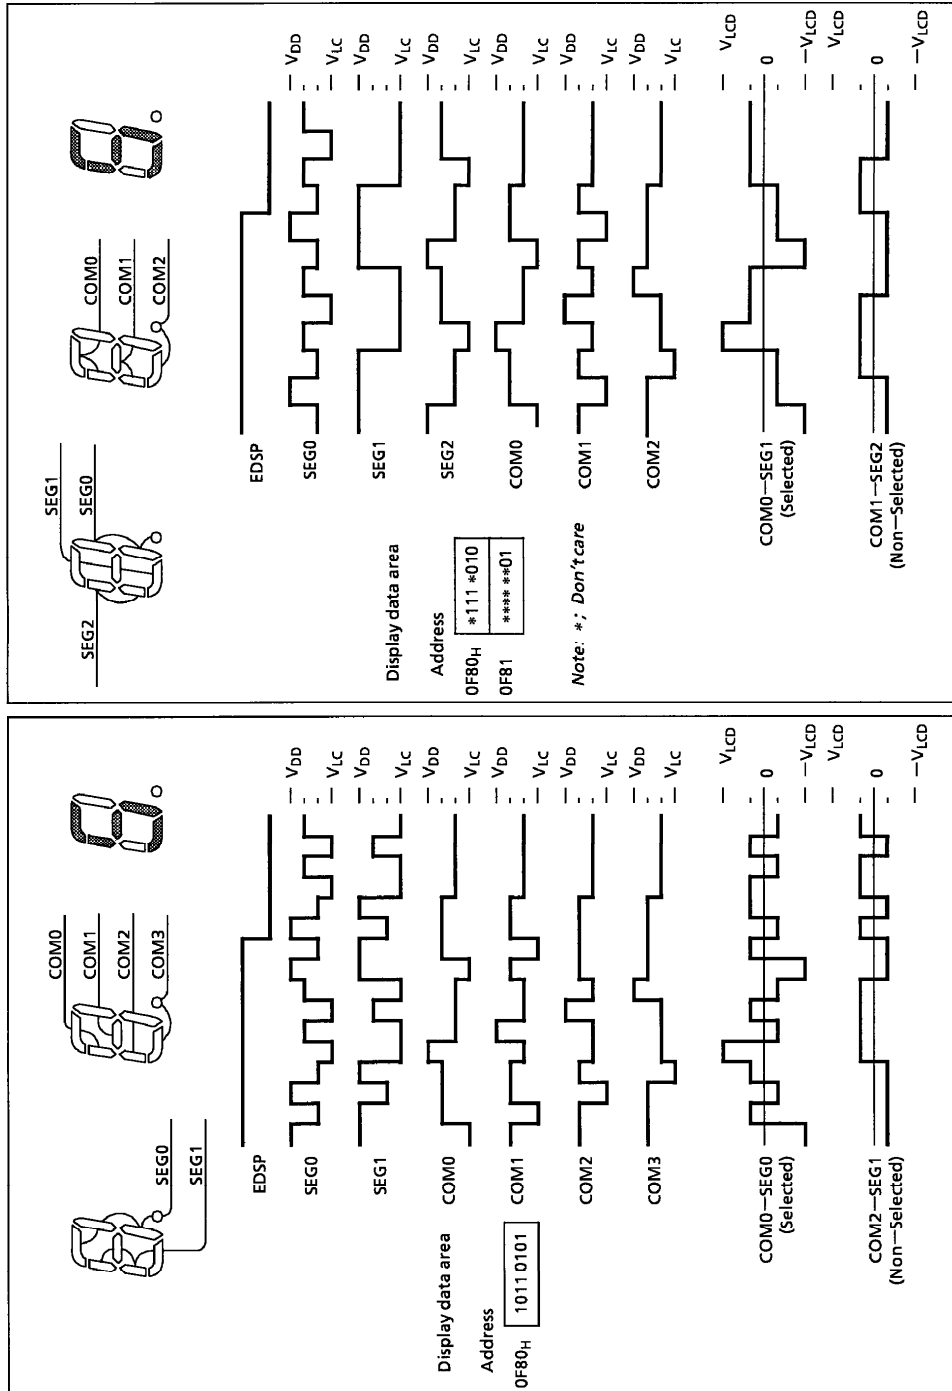 SEG0
SEG1
COM0
COM1
COM2
COM3
EDSP
SEG0
VDD
VLC
SEG1
VDD
VLC
COM0
VDD
VLC
COM1
VDD
VLC
COM2
VDD
VLC
COM3
VDD
VLC
Display data area
Address
0F80H 1011 0101
COM0—SEG0
(Selected)
VLCD
0
—VLCD
COM2—SEG1
(Non—Selected)
VLCD
0
—VLCD
SEG2
SEG1
SEG0
COM0
COM1
COM2
EDSP
SEG0
VDD
VLC
SEG1
VDD
VLC
SEG2
VDD
VLC
COM0
VDD
VLC
COM1
VDD
VLC
COM2
VDD
VLC
Display data area
Address
0F80H *111 *010
0F81 **** **01
Note: *; Don't care
COM0—SEG1
(Selected)
VLCD
0
—VLCD
COM1—SEG2
(Non—Selected)
VLCD
0
—VLCD